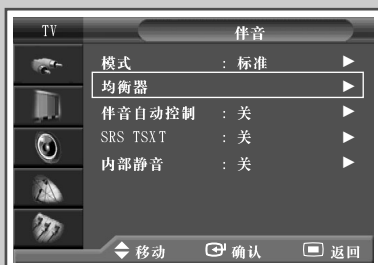 TV
伴音
模式 : 标准
均衡器
伴音自动控制 : 关
SRS TSXT : 关
内部静音 : 关
移动 确认 返回